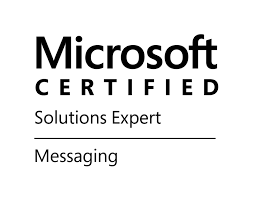 Microsoft
CERTIFIED
Solutions Expert
Messaging